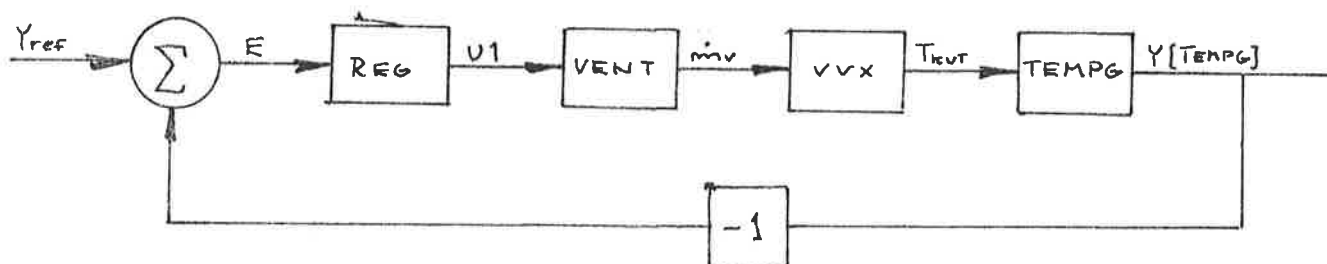 Yref
Σ
E
REG
U1
VENT
ṁv
VVX
TkUT
TEMPG
Y[TEMPG]
-1